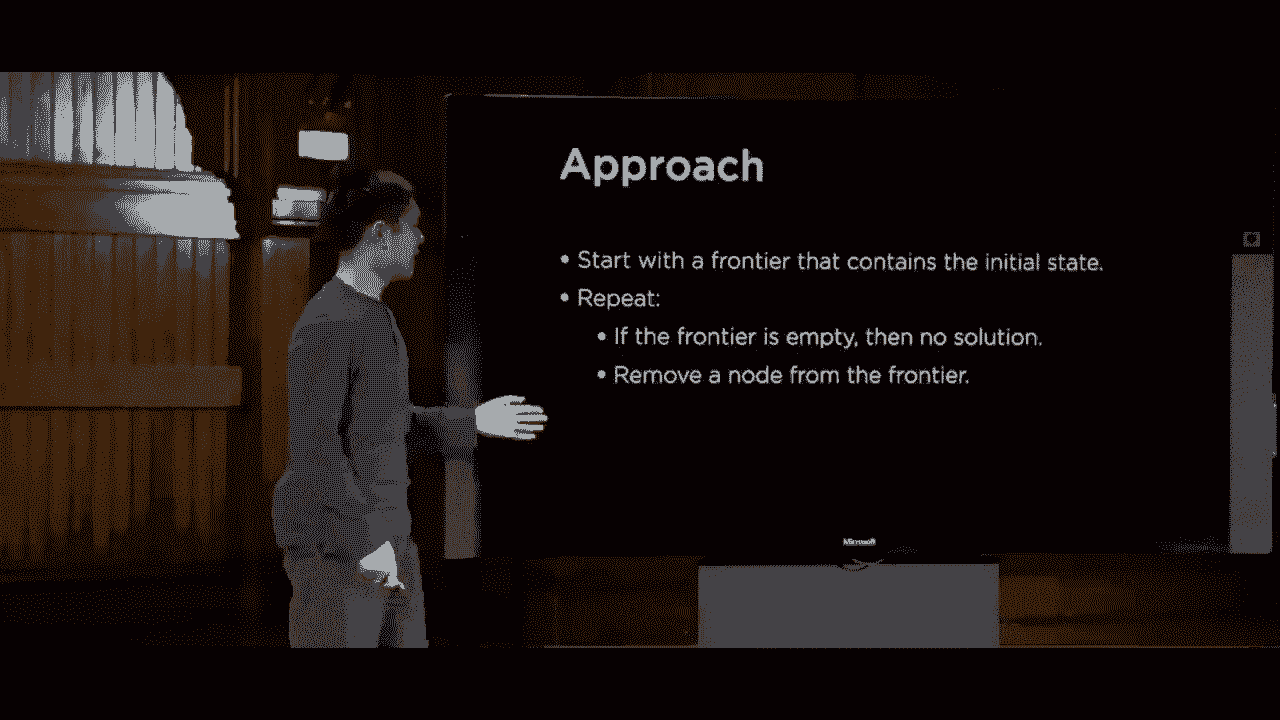 Approach
• Start with a frontier that contains the initial state.
• Repeat:
• If the frontier is empty, then no solution.
• Remove a node from the frontier.
Microsoft